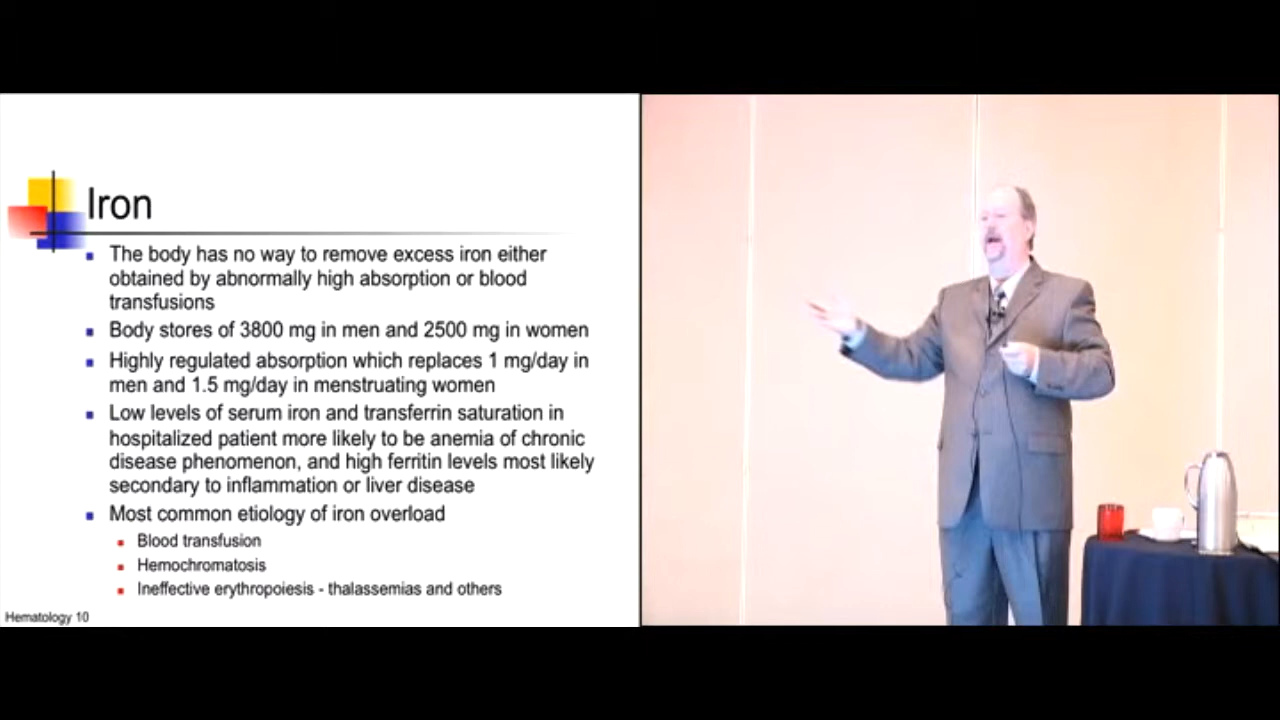 Iron
The body has no way to remove excess iron either
obtained by abnormally high absorption or blood
transfusions
Body stores of 3800 mg in men and 2500 mg in women
Highly regulated absorption which replaces 1 mg/day in
men and 1.5 mg/day in menstruating women
Low levels of serum iron and transferrin saturation in
hospitalized patient more likely to be anemia of chronic
disease phenomenon, and high ferritin levels most likely
secondary to inflammation or liver disease
Most common etiology of iron overload
Blood transfusion
Hemochromatosis
Ineffective erythropoiesis - thalassemias and others
Hematology 10